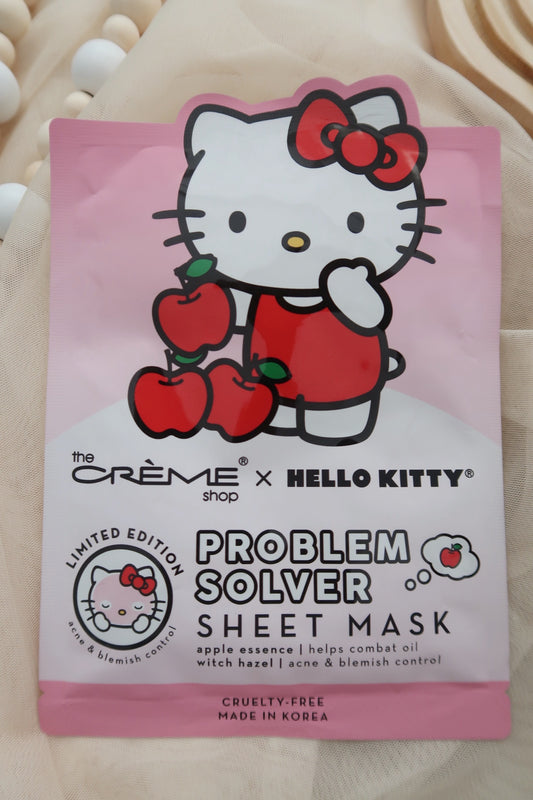 the
CRÈME®
shop
x
HELLO KITTY®
LIMITED EDITION
acne & blemish control
PROBLEM
SOLVER
SHEET MASK
apple essence | helps combat oil
witch hazel | acne & blemish control
CRUELTY-FREE
MADE IN KOREA